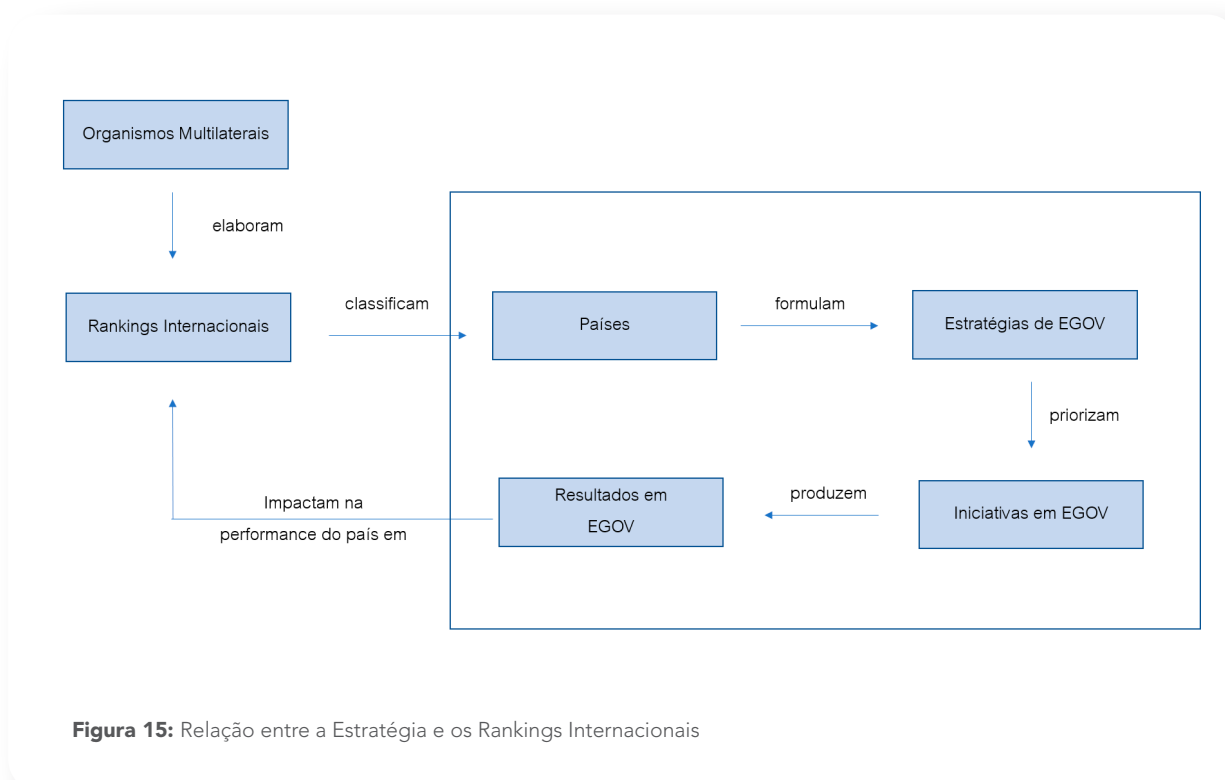 Organismos Multilaterais
elaboram
Rankings Internacionais
classificam
Países
formulam
Estratégias de EGOV
priorizam
Iniciativas em EGOV
produzem
Resultados em
EGOV
Impactam na
performance do país em
Figura 15: Relação entre a Estratégia e os Rankings Internacionais